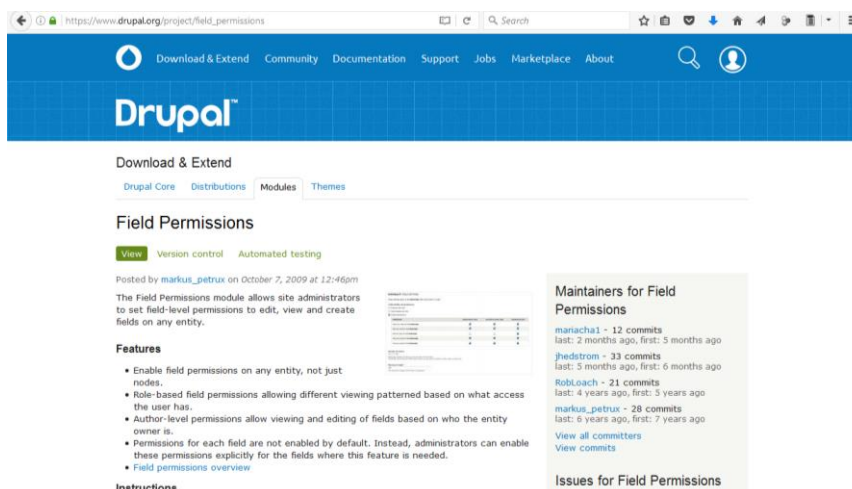 https://www.drupal.org/project/field_permissions
Search
Download & Extend Community Documentation Support Jobs Marketplace About
Drupal™
Download & Extend
Drupal Core Distributions Modules Themes
Field Permissions
View Version control Automated testing
Posted by markus_petrux on October 7, 2009 at 12:46pm
The Field Permissions module allows site administrators
to set field-level permissions to edit, view and create
fields on any entity.
Features
• Enable field permissions on any entity, not just
nodes.
• Role-based field permissions allowing different viewing patterned based on what access
the user has.
• Author-level permissions allow viewing and editing of fields based on who the entity
owner is.
• Permissions for each field are not enabled by default. Instead, administrators can enable
these permissions explicitly for the fields where this feature is needed.
• Field permissions overview
Instructions
Maintainers for Field
Permissions
mariacha1 - 12 commits
last: 2 months ago, first: 5 months ago
jhedstrom - 33 commits
last: 5 months ago, first: 6 months ago
RobLoach - 21 commits
last: 4 years ago, first: 5 years ago
markus_petrux - 28 commits
last: 6 years ago, first: 7 years ago
View all committers
View commits
Issues for Field Permissions